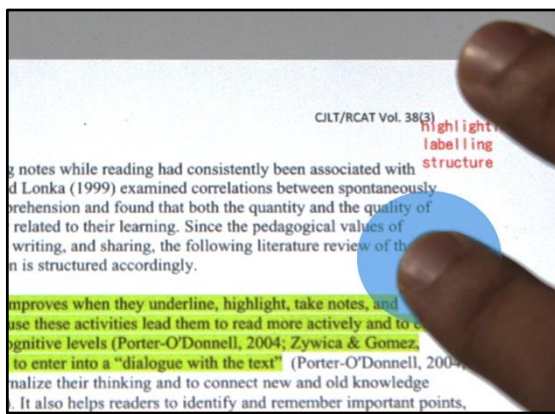 CJLT/RCAT Vol. 38(3)
labelling
structure
notes while reading had consistently been associated with
d Lonka (1999) examined correlations between spontaneously
prehension and found that both the quantity and the quality of
related to their learning. Since the pedagogical values of
writing, and sharing, the following literature review of
n is structured accordingly.
mproves when they underline, highlight, take notes, and
use these activities lead them to read more actively and to
ognitive levels (Porter-O'Donnell, 2004; Zywica & Gomez,
to enter into a "dialogue with the text" (Porter-O'Donnell, 2004,
nalize their thinking and to connect new and old knowledge
. It also helps readers to identify and remember important points,